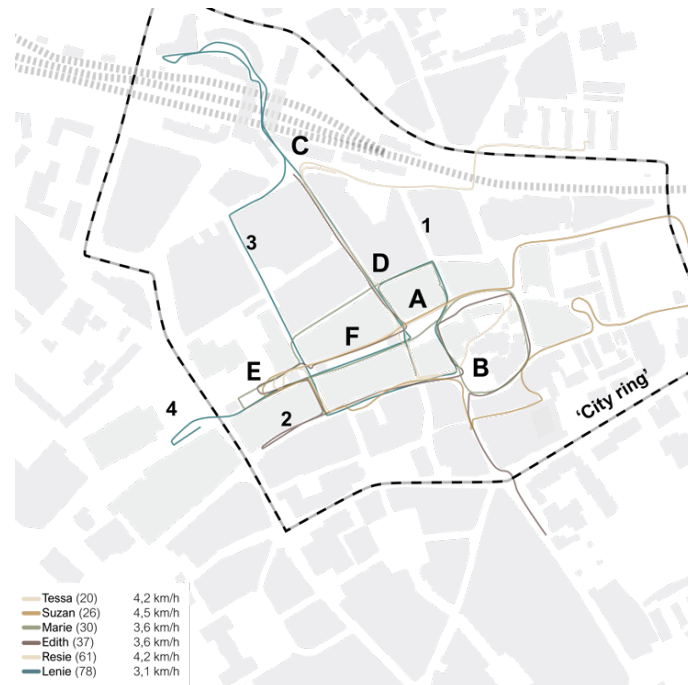 C
1
3
D
A
F
E
B
4
2
'City ring'
Tessa (20) 4,2 km/h
Suzan (26) 4,5 km/h
Marie (30) 3,6 km/h
Edith (37) 3,6 km/h
Resie (61) 4,2 km/h
Lenie (78) 3,1 km/h